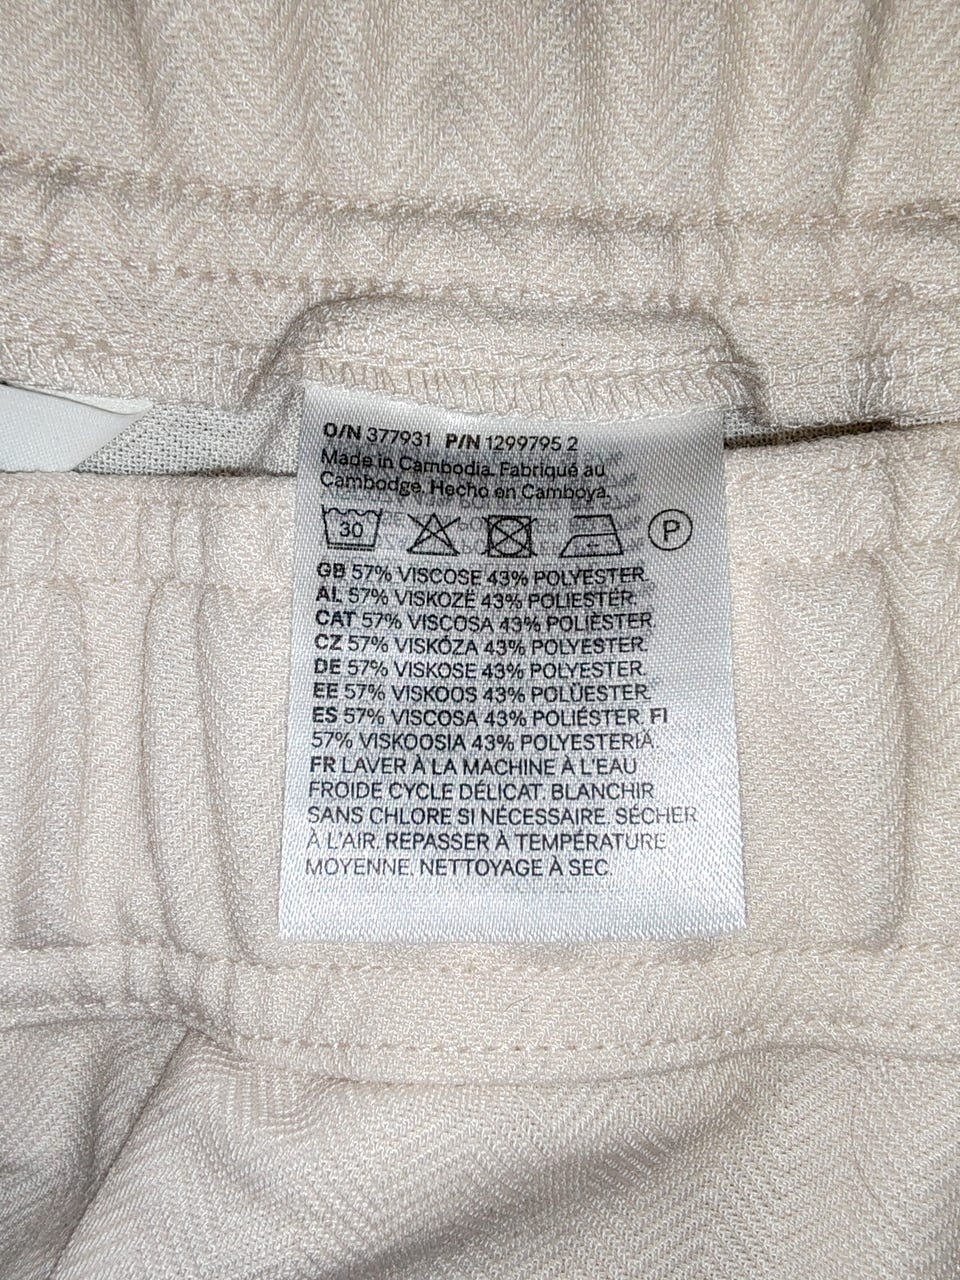 O/N 377931 P/N 1299795 2
Made in Cambodia. Fabriqué au
Cambodge. Hecho en Camboya.
30 P
GB 57% VISCOSE 43% POLYESTER.
AL 57% VISKOZË 43% POLIESTËR.
CAT 57% VISCOSA 43% POLIÈSTER
CZ 57% VISKÓZA 43% POLYESTER.
DE 57% VISKOSE 43% POLYESTER.
EE 57% VISKOOS 43% POLÜESTER.
ES 57% VISCOSA 43% POLIÉSTER. FI
57% VISKOOSIA 43% POLYESTERIÄ.
FR LAVER À LA MACHINE À L'EAU
FROIDE CYCLE DÉLICAT. BLANCHIR
SANS CHLORE SI NÉCESSAIRE. SÉCHER
À L'AIR. REPASSER À TEMPÉRATURE
MOYENNE. NETTOYAGE À SEC.